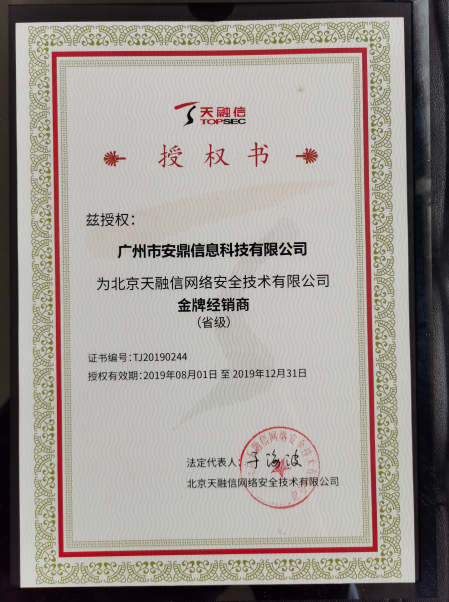 天融信
TOPSEC
授权书
兹授权：
广州市安鼎信息科技有限公司
为北京天融信网络安全技术有限公司
金牌经销商
（省级）
证书编号：TJ20190244
授权有效期：2019年08月01日 至 2019年12月31日
法定代表人：
北京天融信网络安全技术有限公司